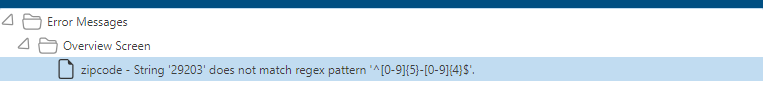 Error Messages
Overview Screen
zipcode - String '29203' does not match regex pattern '^[0-9]{5}-[0-9]{4}$'.